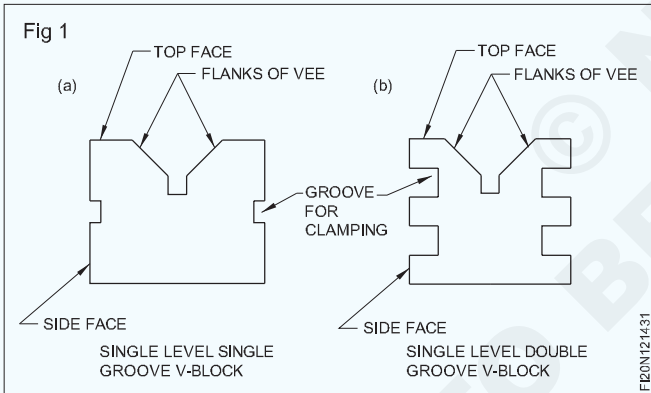 Fig 1
TOP FACE
FLANKS OF VEE
(a)
GROOVE
FOR
CLAMPING
SIDE FACE
SINGLE LEVEL SINGLE
GROOVE V-BLOCK
TOP FACE
FLANKS OF VEE
(b)
SIDE FACE
SINGLE LEVEL DOUBLE
GROOVE V-BLOCK
FI20N121431